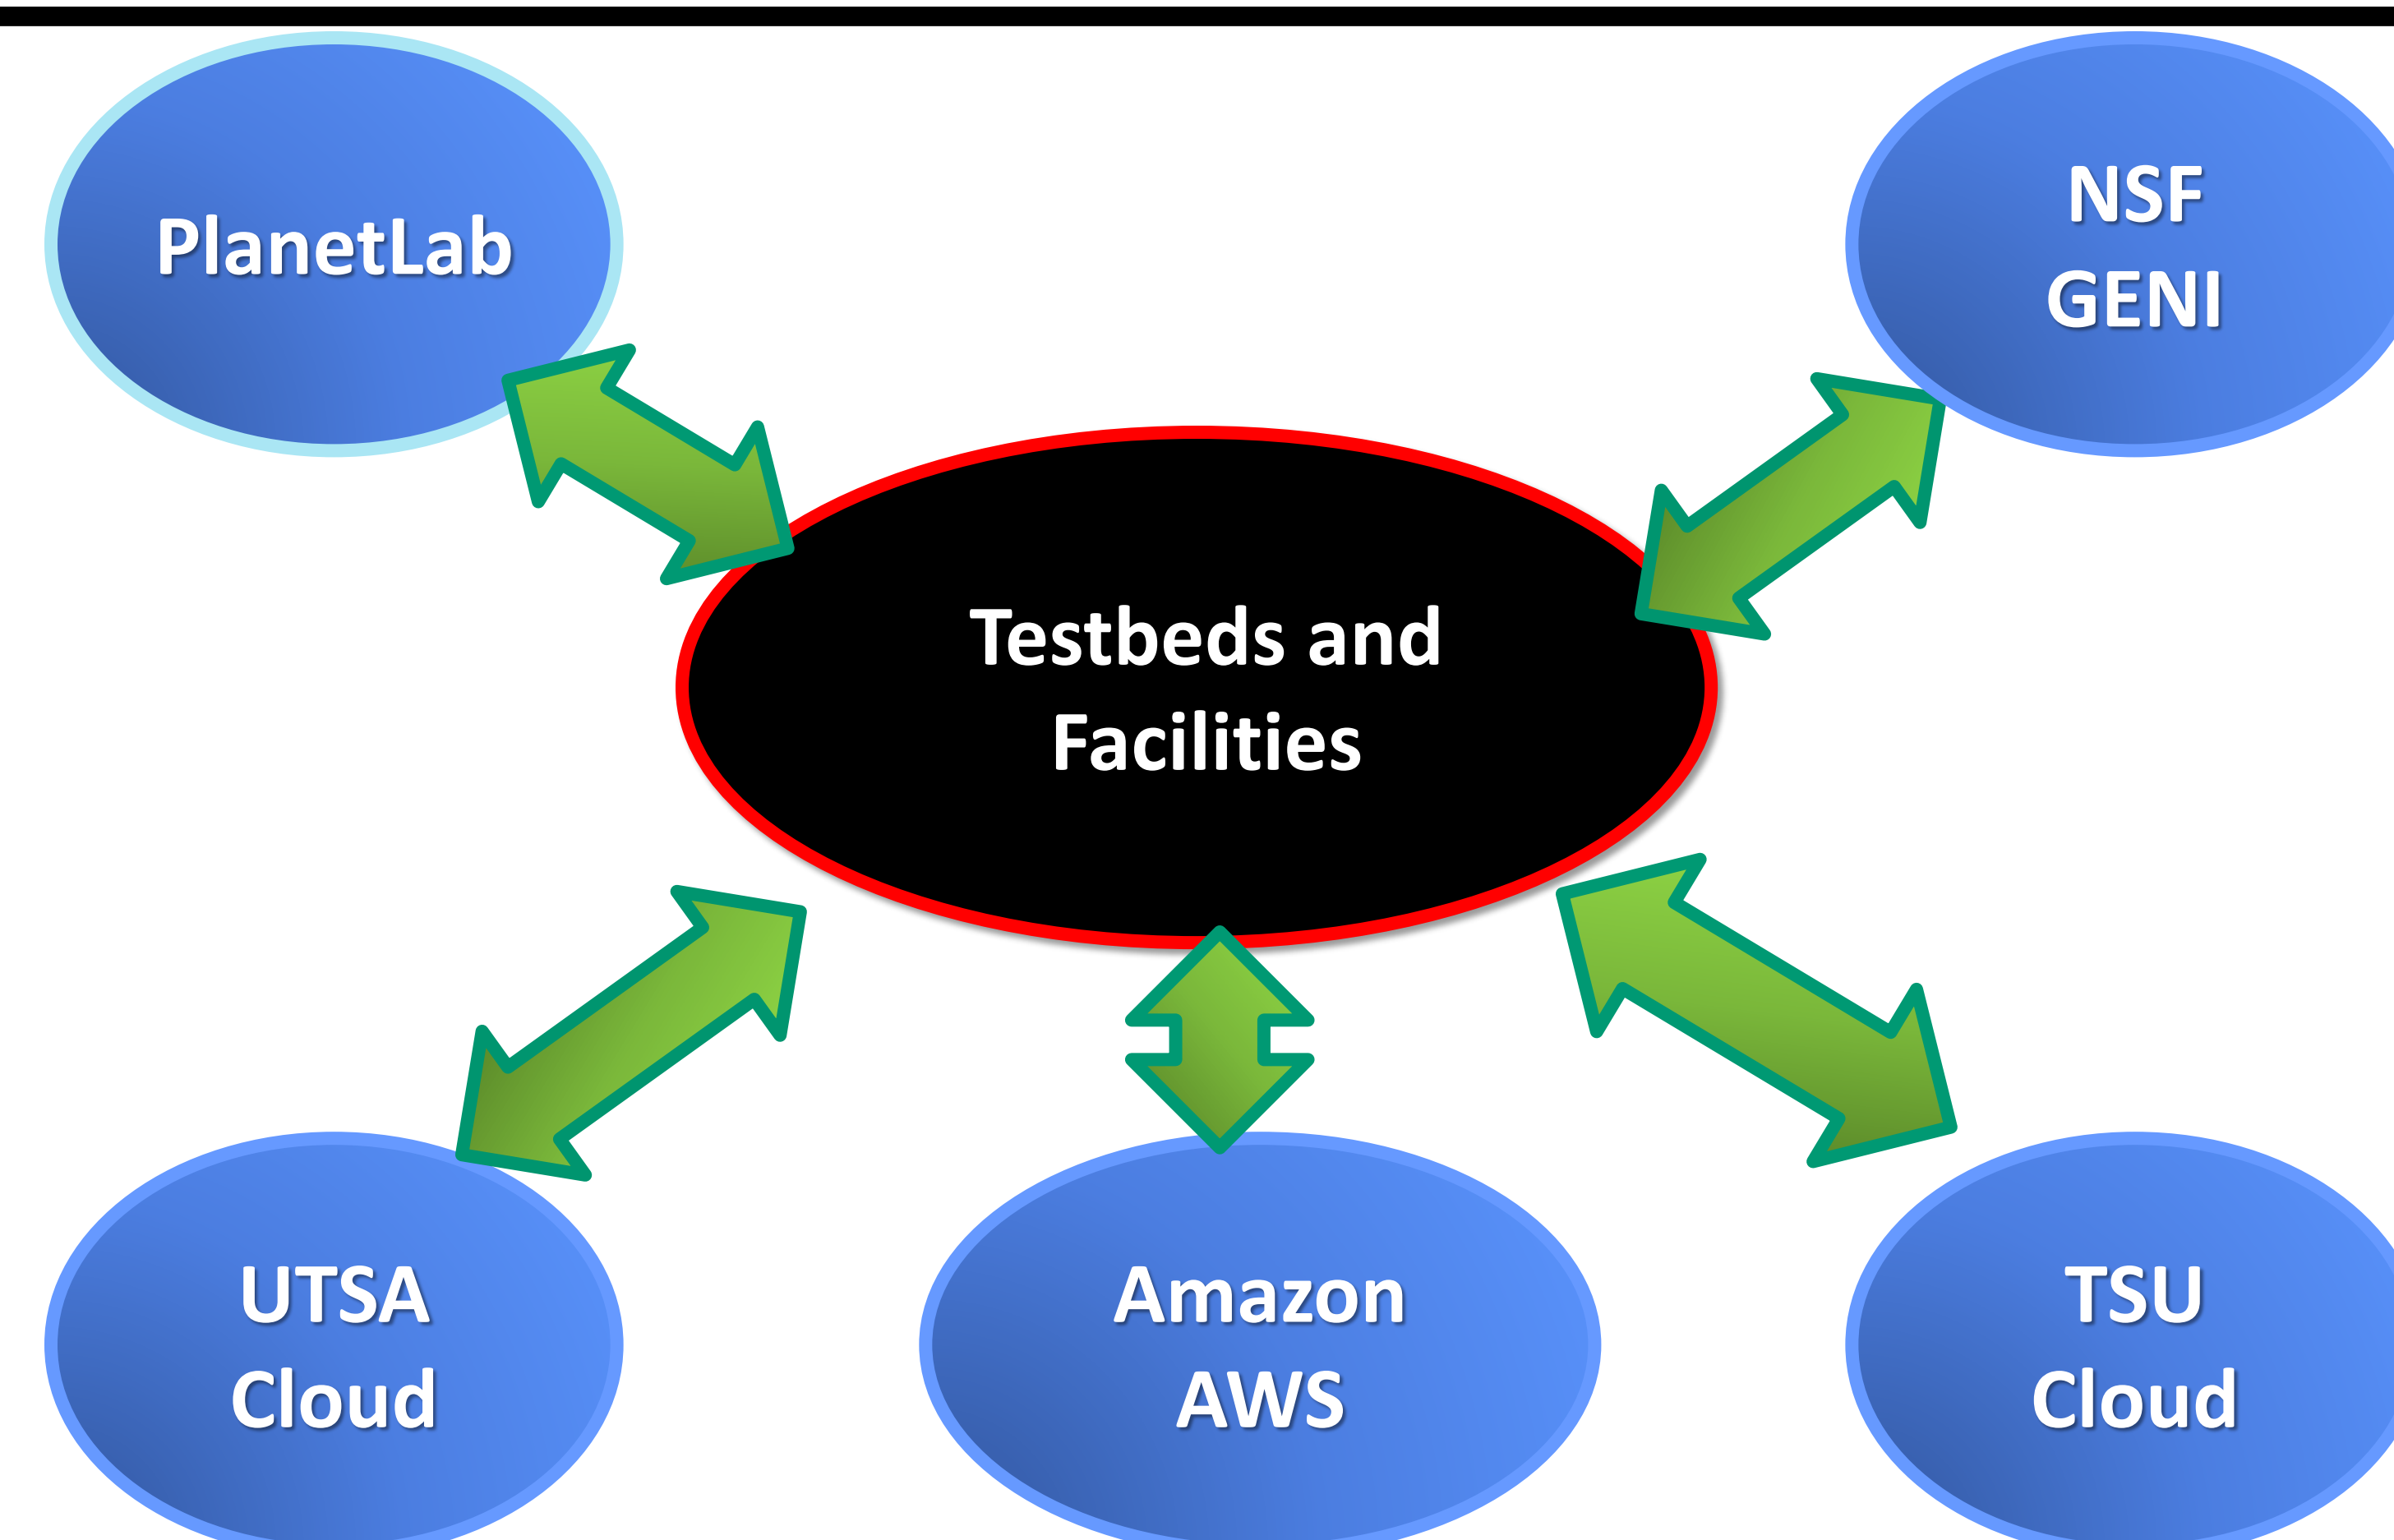 PlanetLab
NSF
GENI
Testbeds and
Facilities
UTSA
Cloud
Amazon
AWS
TSU
Cloud